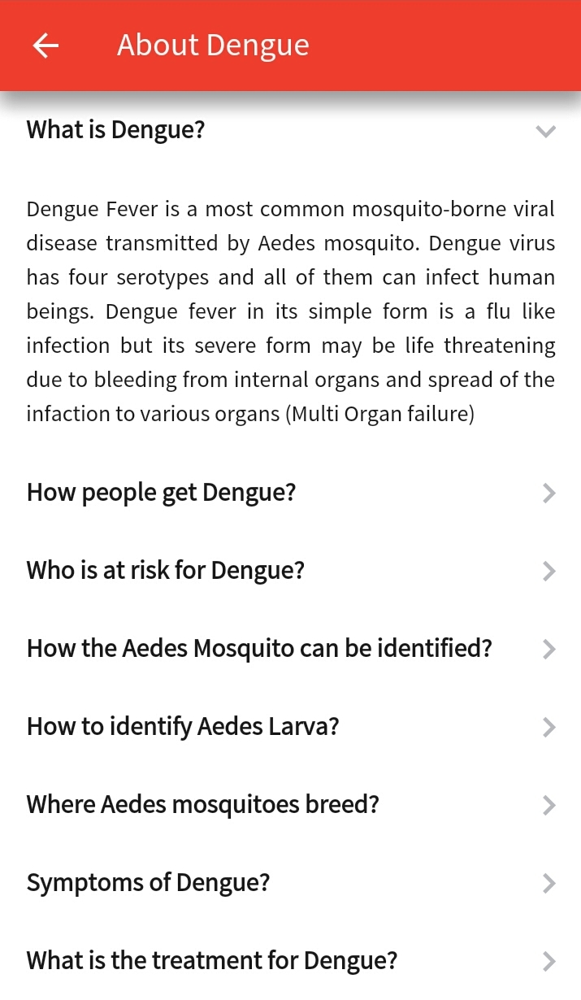 About Dengue
What is Dengue?
Dengue Fever is a most common mosquito-borne viral
disease transmitted by Aedes mosquito. Dengue virus
has four serotypes and all of them can infect human
beings. Dengue fever in its simple form is a flu like
infection but its severe form may be life threatening
due to bleeding from internal organs and spread of the
infaction to various organs (Multi Organ failure)
How people get Dengue?
Who is at risk for Dengue?
How the Aedes Mosquito can be identified?
How to identify Aedes Larva?
Where Aedes mosquitoes breed?
Symptoms of Dengue?
What is the treatment for Dengue?